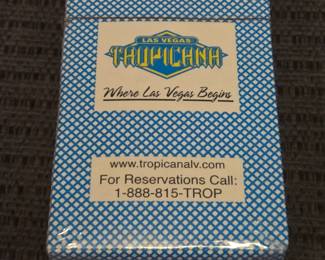 LAS VEGAS
TROPICANA
Where Las Vegas Begins
www.tropicanalv.com
For Reservations Call:
1-888-815-TROP